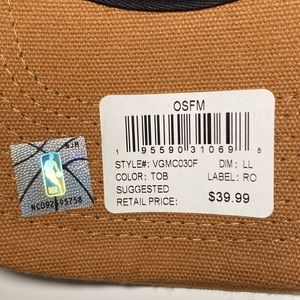 OSFM
1 95590 31069 8
STYLE#: VGMC030F DIM: LL
COLOR: TOB LABEL: RO
SUGGESTED
RETAIL PRICE: $39.99